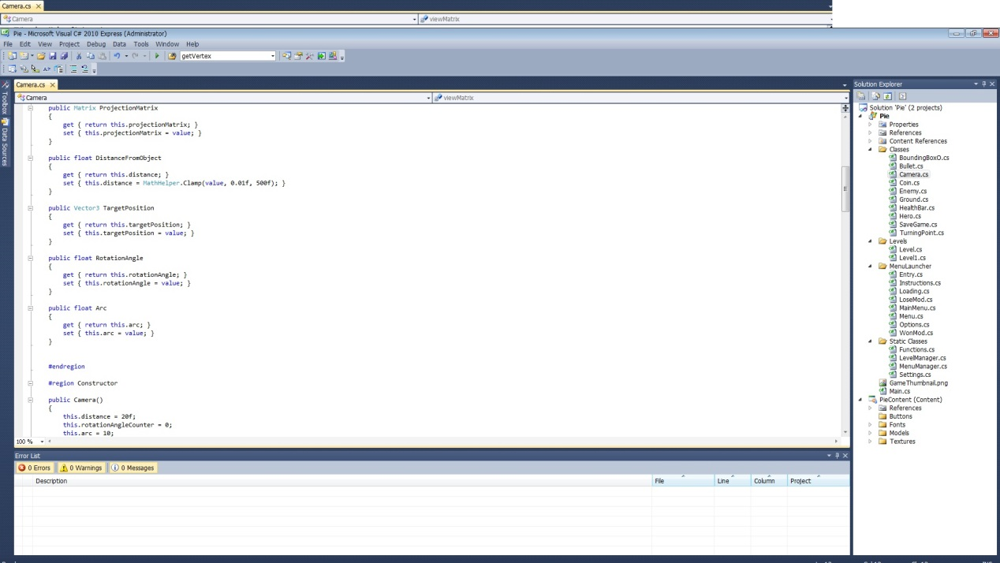 Camera.cs
Camera viewMatrix
Pie - Microsoft Visual C# 2010 Express (Administrator)
File Edit View Project Debug Data Tools Window Help
getVertex
Toolbox
Data Sources
Camera.cs
Camera viewMatrix
public Matrix ProjectionMatrix
{
get { return this.projectionMatrix; }
set { this.projectionMatrix = value; }
}
public float DistanceFromObject
{
get { return this.distance; }
set { this.distance = MathHelper.Clamp(value, 0.01f, 500f); }
}
public Vector3 TargetPosition
{
get { return this.targetPosition; }
set { this.targetPosition = value; }
}
public float RotationAngle
{
get { return this.rotationAngle; }
set { this.rotationAngle = value; }
}
public float Arc
{
get { return this.arc; }
set { this.arc = value; }
}
#endregion
#region Constructor
public Camera()
{
this.distance = 20f;
this.rotationAngleCounter = 0;
this.arc = 10;
100 %
Error List
0 Errors 0 Warnings 0 Messages
Description File Line Column Project
Solution Explorer
Solution 'Pie' (2 projects)
Pie
Properties
References
Content References
Classes
BoundingBoxO.cs
Bullet.cs
Camera.cs
Coin.cs
Enemy.cs
Ground.cs
HealthBar.cs
Hero.cs
SaveGame.cs
TurningPoint.cs
Levels
Level.cs
Level1.cs
MenuLauncher
Entry.cs
Instructions.cs
Loading.cs
LoseMod.cs
MainMenu.cs
Menu.cs
Options.cs
WonMod.cs
Static Classes
Functions.cs
LevelManager.cs
MenuManager.cs
Settings.cs
GameThumbnail.png
Main.cs
PieContent (Content)
References
Buttons
Fonts
Models
Textures